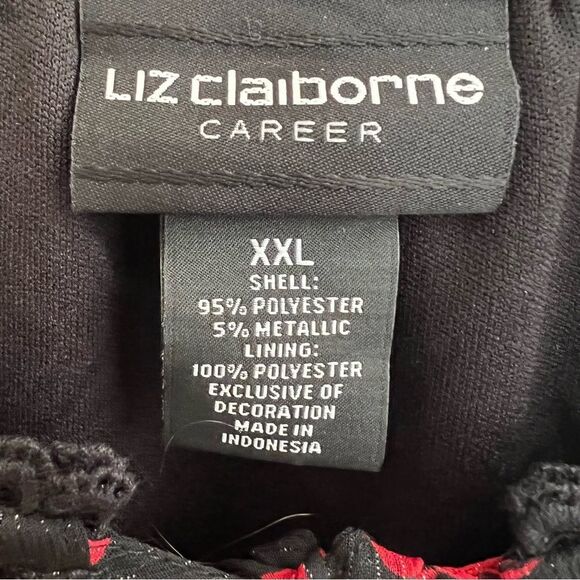 LIZ claiborne
CAREER
XXL
SHELL:
95% POLYESTER
5% METALLIC
LINING:
100% POLYESTER
EXCLUSIVE OF
DECORATION
MADE IN
INDONESIA